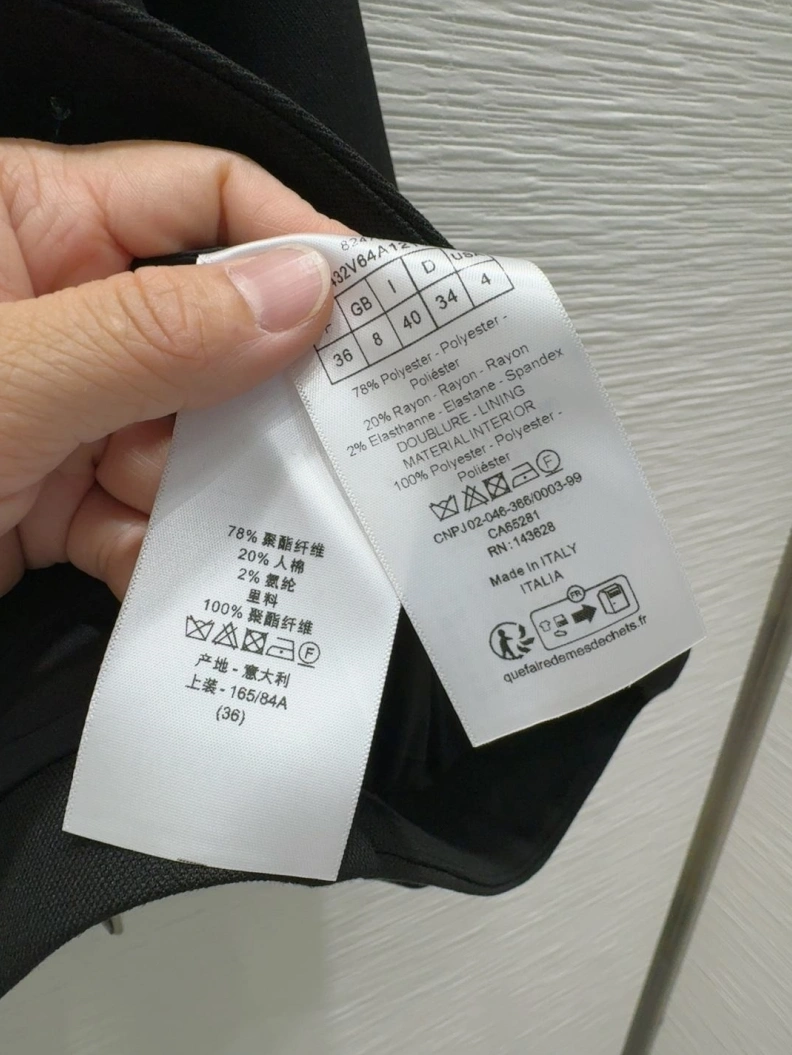 GB I D
36 8 40 34 4
78% Polyester - Polyester -
Poliéster
20% Rayon - Rayon - Rayon
2% Elasthanne - Elastane - Spandex
DOUBLURE - LINING
MATERIAL INTERIOR
100% Polyester - Polyester -
Poliéster
F
CNPJ02-046-366/0003-99
CA65281
RN:143628
Made In ITALY
ITALIA
FR
quefairedemesdechets.fr
78% 聚酯纤维
20% 人棉
2% 氨纶
里料
100% 聚酯纤维
F
产地 - 意大利
上装 - 165/84A
(36)